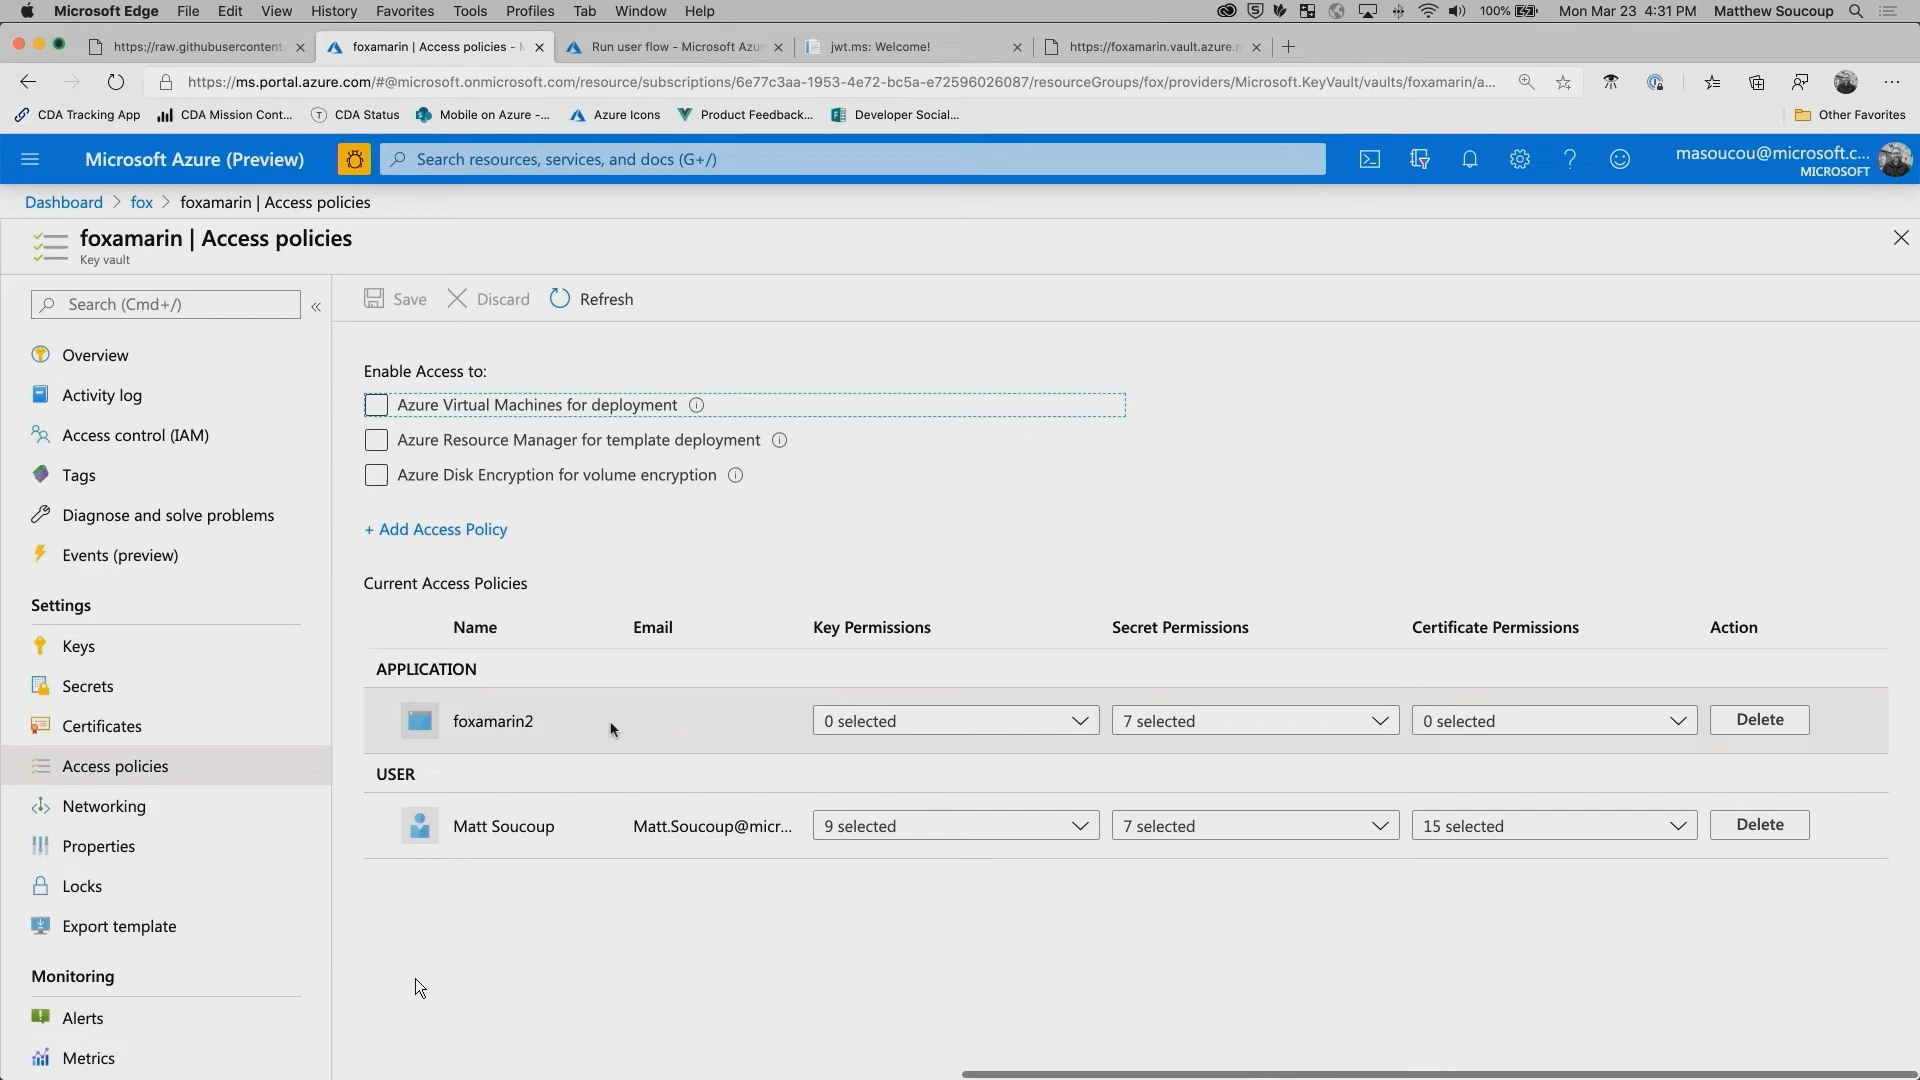 Microsoft Edge File Edit View History Favorites Tools Profiles Tab Window Help 100% Mon Mar 23 4:31 PM Matthew Soucoup
https://raw.githubusercontent. foxamarin | Access policies - Run user flow - Microsoft Azu jwt.ms: Welcome! https://foxamarin.vault.azure.n
https://ms.portal.azure.com/#@microsoft.onmicrosoft.com/resource/subscriptions/6e77c3aa-1953-4e72-bc5a-e72596026087/resourceGroups/fox/providers/Microsoft.KeyVault/vaults/foxamarin/a...
CDA Tracking App CDA Mission Cont... CDA Status Mobile on Azure -... Azure Icons Product Feedback... Developer Social... Other Favorites
Microsoft Azure (Preview) Search resources, services, and docs (G+/) masoucou@microsoft.c...
MICROSOFT
Dashboard > fox > foxamarin | Access policies
foxamarin | Access policies
Key vault
Search (Cmd+/) «
Save Discard Refresh
Overview
Activity log
Access control (IAM)
Tags
Diagnose and solve problems
Events (preview)
Settings
Keys
Secrets
Certificates
Access policies
Networking
Properties
Locks
Export template
Monitoring
Alerts
Metrics
Enable Access to:
Azure Virtual Machines for deployment
Azure Resource Manager for template deployment
Azure Disk Encryption for volume encryption
+ Add Access Policy
Current Access Policies
Name Email Key Permissions Secret Permissions Certificate Permissions Action
APPLICATION
foxamarin2 0 selected 7 selected 0 selected Delete
USER
Matt Soucoup Matt.Soucoup@micr... 9 selected 7 selected 15 selected Delete